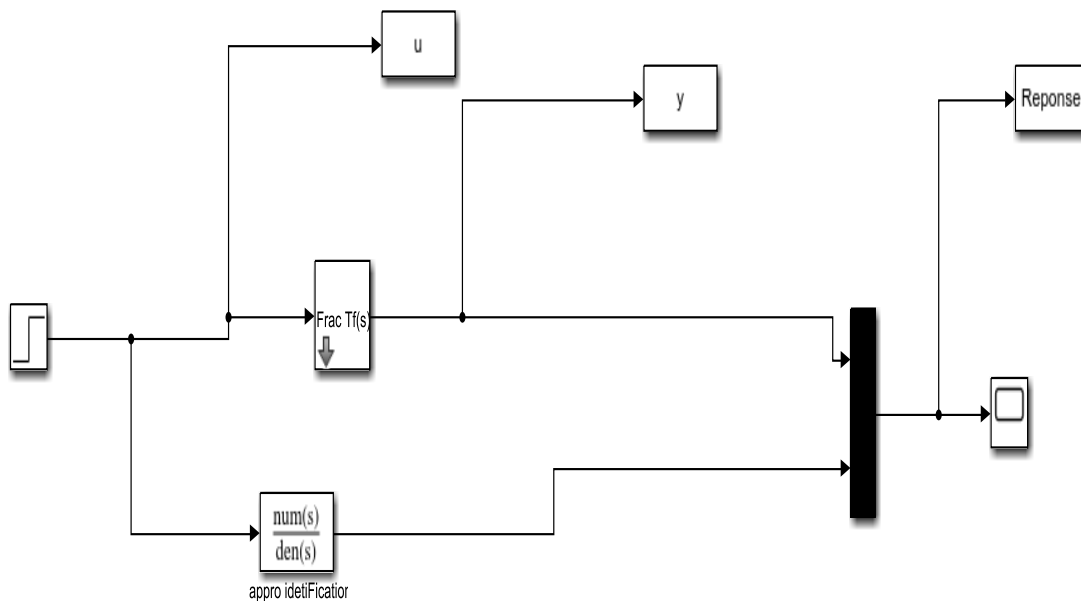 u
y
Reponse
Frac Tf(s)
num(s)
den(s)
appro idetiFication